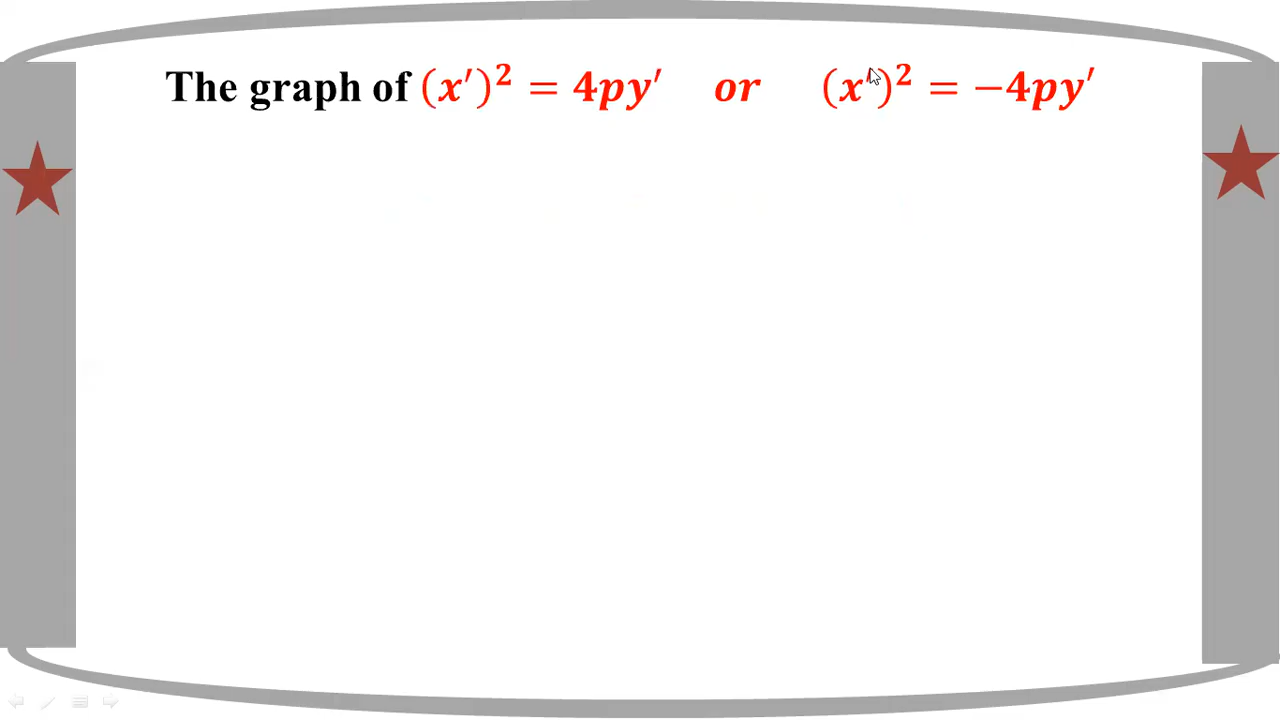 The graph of (x′)² = 4py′ or (x′)² = −4py′